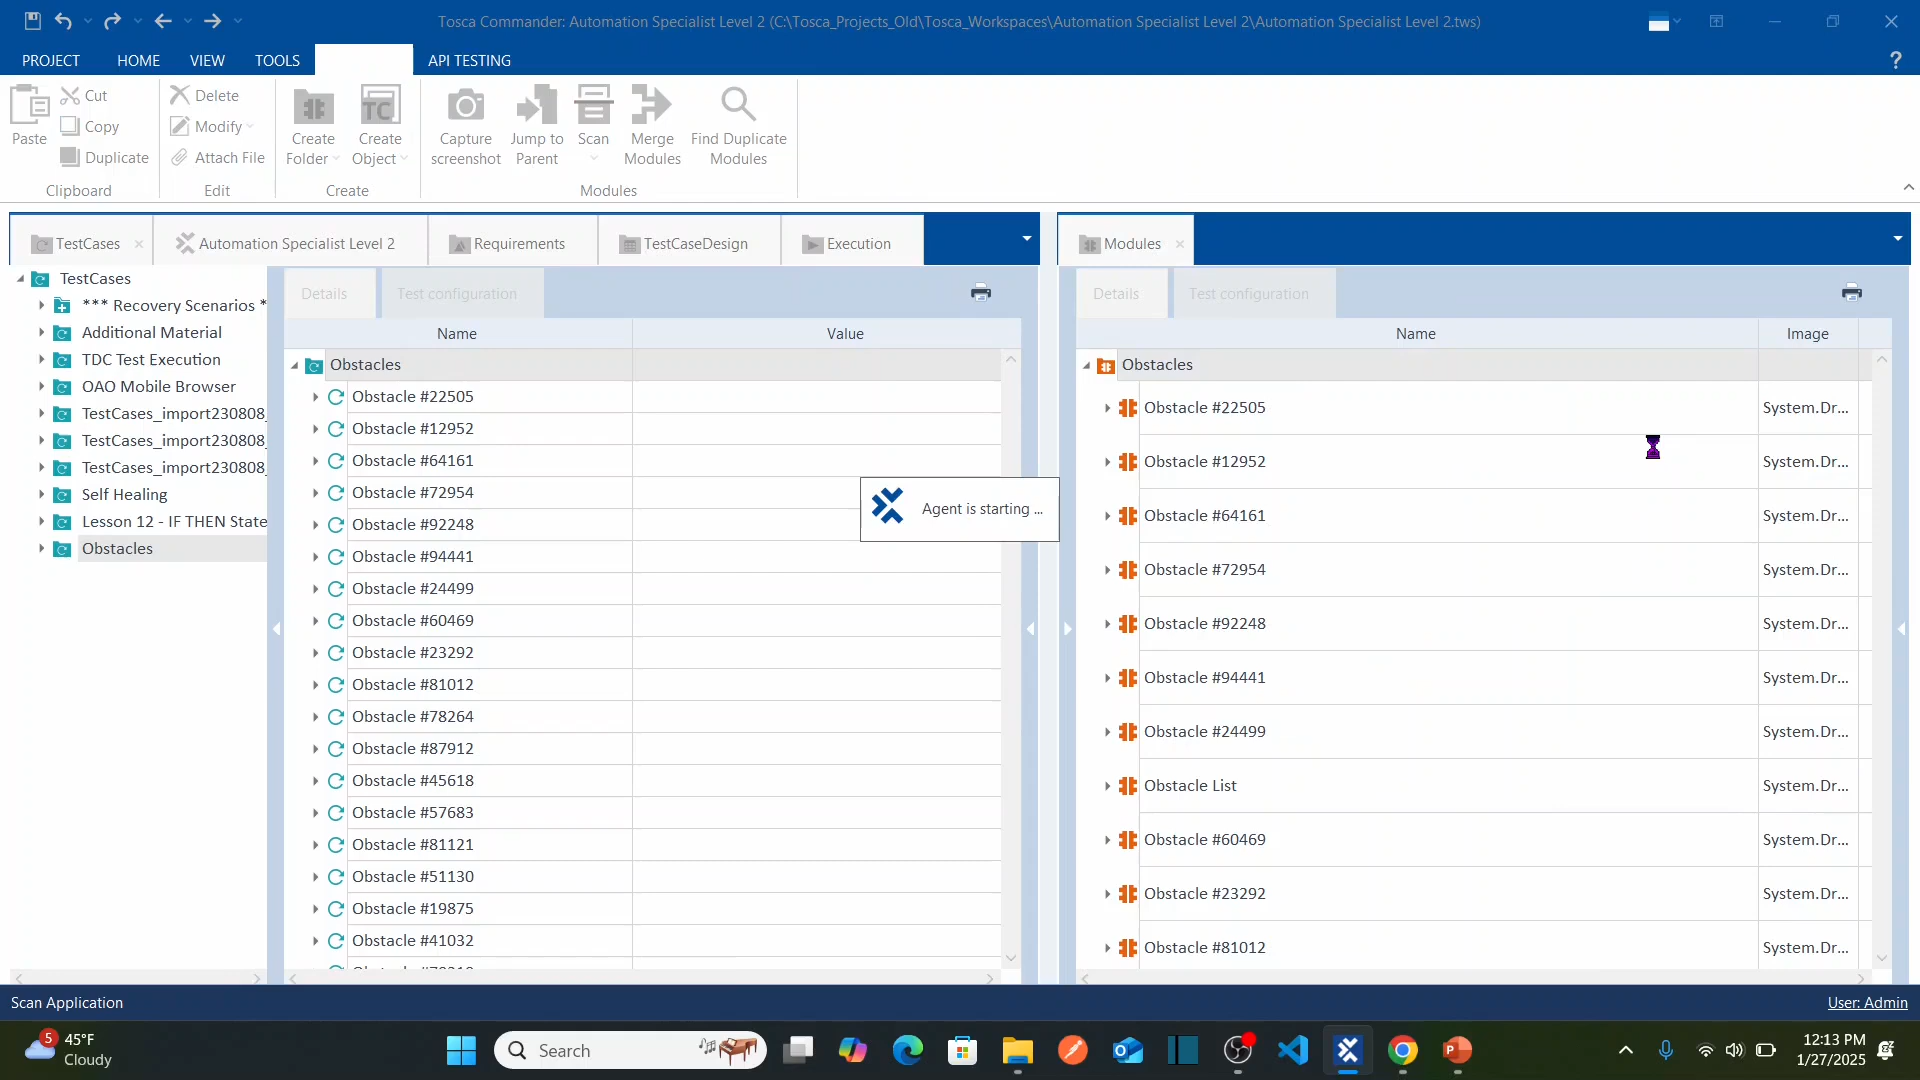 Tosca Commander: Automation Specialist Level 2 (C:\Tosca_Projects_Old\Tosca_Workspaces\Automation Specialist Level 2\Automation Specialist Level 2.tws)
PROJECT HOME VIEW TOOLS API TESTING ?
Paste
Cut
Copy
Duplicate
Clipboard
Delete
Modify
Attach File
Edit
Create Folder
Create Object
Create
Capture screenshot
Jump to Parent
Scan
Merge Modules
Find Duplicate Modules
Modules
TestCases
Automation Specialist Level 2
Requirements
TestCaseDesign
Execution
Modules
TestCases
*** Recovery Scenarios *
Additional Material
TDC Test Execution
OAO Mobile Browser
TestCases_import230808_
TestCases_import230808_
TestCases_import230808_
Self Healing
Lesson 12 - IF THEN State
Obstacles
Details
Test configuration
Name Value
Obstacles
Obstacle #22505
Obstacle #12952
Obstacle #64161
Obstacle #72954
Obstacle #92248
Obstacle #94441
Obstacle #24499
Obstacle #60469
Obstacle #23292
Obstacle #81012
Obstacle #78264
Obstacle #87912
Obstacle #45618
Obstacle #57683
Obstacle #81121
Obstacle #51130
Obstacle #19875
Obstacle #41032
Agent is starting ...
Details
Test configuration
Name Image
Obstacles
Obstacle #22505 System.Dr...
Obstacle #12952 System.Dr...
Obstacle #64161 System.Dr...
Obstacle #72954 System.Dr...
Obstacle #92248 System.Dr...
Obstacle #94441 System.Dr...
Obstacle #24499 System.Dr...
Obstacle List System.Dr...
Obstacle #60469 System.Dr...
Obstacle #23292 System.Dr...
Obstacle #81012 System.Dr...
Scan Application
User: Admin
5
45°F
Cloudy
Search
12:13 PM
1/27/2025